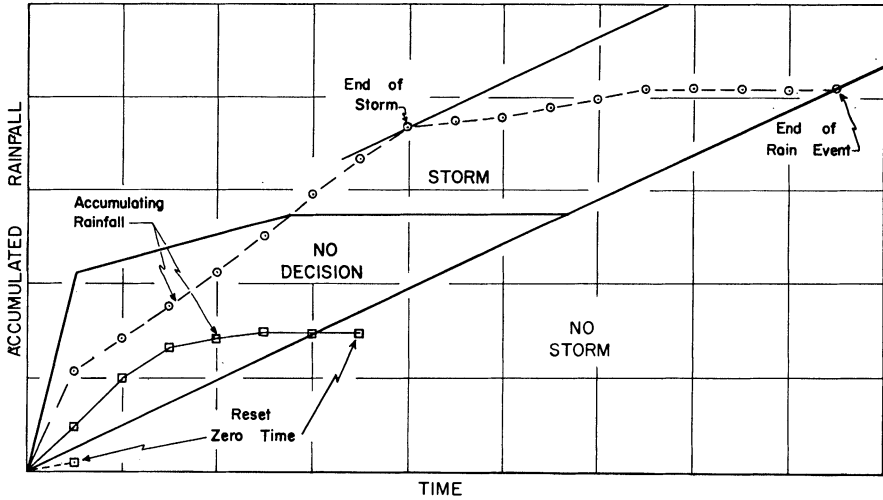 End of
Storm
End of
Rain Event
STORM
Accumulating
Rainfall
NO
DECISION
NO
STORM
Reset
Zero Time
ACCUMULATED RAINFALL
TIME